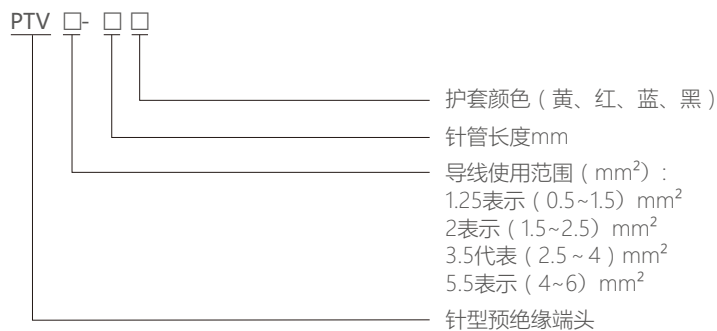 PTV □- □ □
护套颜色（黄、红、蓝、黑）
针管长度mm
导线使用范围（mm²）:
1.25表示（0.5~1.5）mm²
2表示（1.5~2.5）mm²
3.5代表（2.5 ~ 4 ) mm²
5.5表示（4~6）mm²
针型预绝缘端头